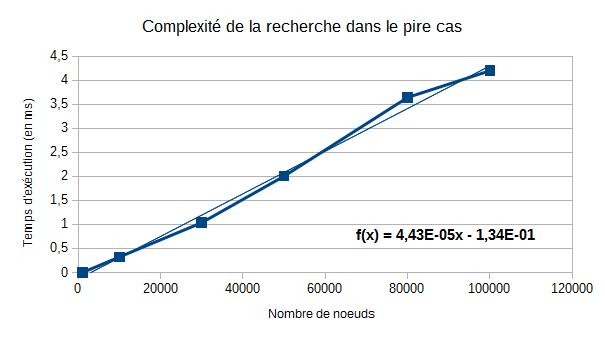 Complexité de la recherche dans le pire cas
4,5
4
3,5
3
2,5
2
1,5
1
0,5
0
Temps d'exécution (en ms)
f(x) = 4,43E-05x - 1,34E-01
0 20000 40000 60000 80000 100000 120000
Nombre de noeuds